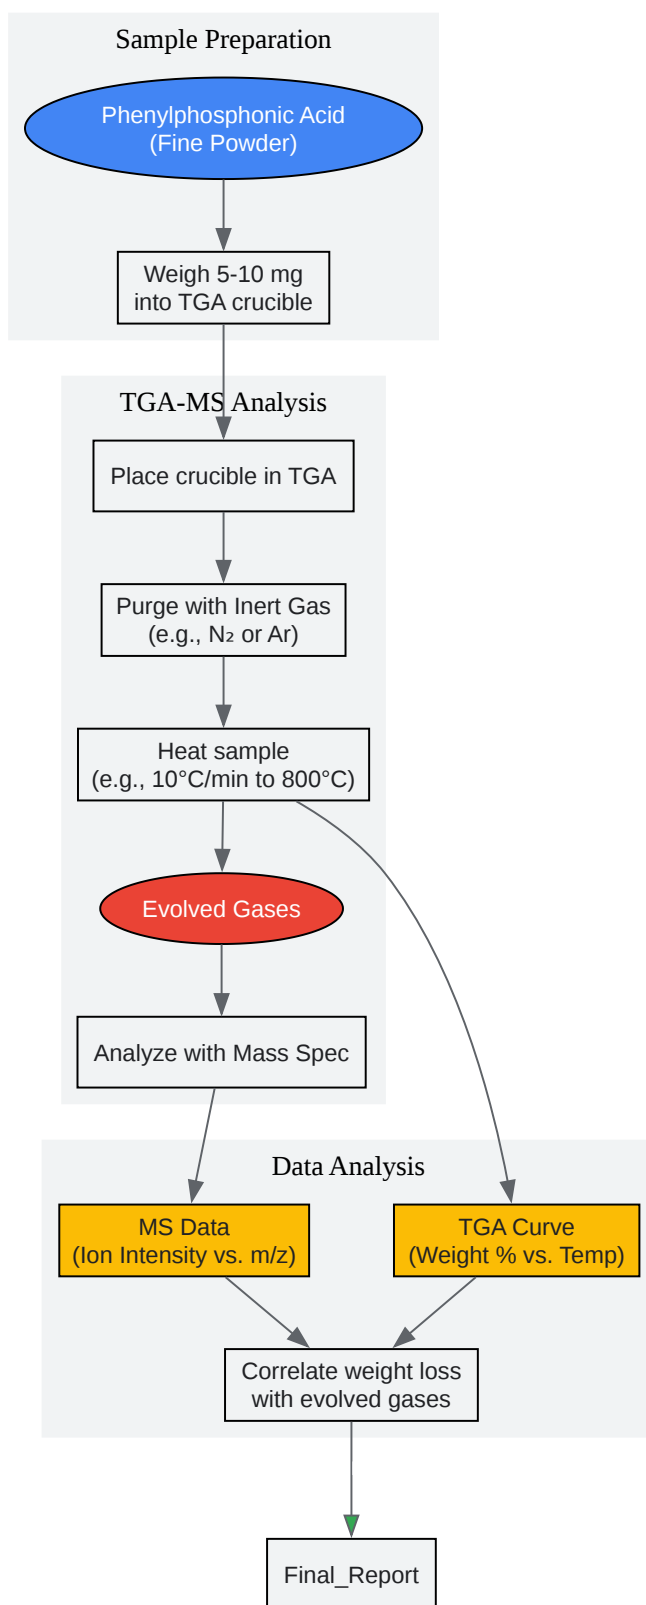 Sample Preparation
Phenylphosphonic Acid
(Fine Powder)
Weigh 5-10 mg
into TGA crucible
TGA-MS Analysis
Place crucible in TGA
Purge with Inert Gas
(e.g., N₂ or Ar)
Heat sample
(e.g., 10°C/min to 800°C)
Evolved Gases
Analyze with Mass Spec
Data Analysis
MS Data
(Ion Intensity vs. m/z)
TGA Curve
(Weight % vs. Temp)
Correlate weight loss
with evolved gases
Final_Report